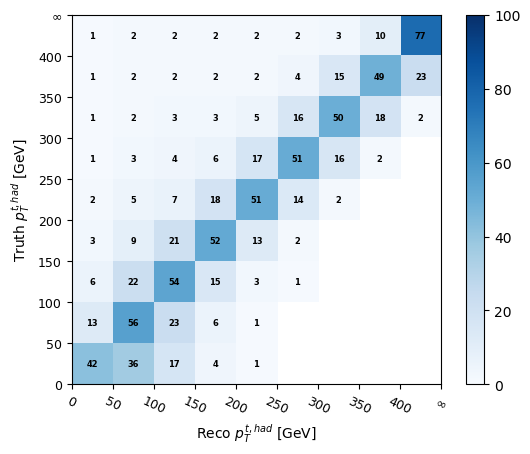 ∞ 1 2 2 2 2 2 3 10 77 100
400
1 2 2 2 2 4 15 49 23
350
1 2 3 3 5 16 50 18 2 80
300
1 3 4 6 17 51 16 2
250
2 5 7 18 51 14 2 60
200
3 9 21 52 13 2
150 40
6 22 54 15 3 1
100
13 56 23 6 1 20
50
42 36 17 4 1
0 0
0 50 100 150 200 250 300 350 400 ∞
Truth p_T^{t,had} [GeV]
Reco p_T^{t,had} [GeV]